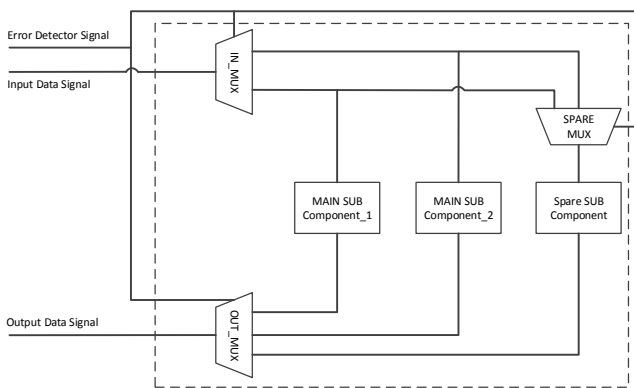 Error Detector Signal
Input Data Signal
IN_MUX
SPARE
MUX
MAIN SUB
Component_1
MAIN SUB
Component_2
Spare SUB
Component
Output Data Signal
OUT_MUX